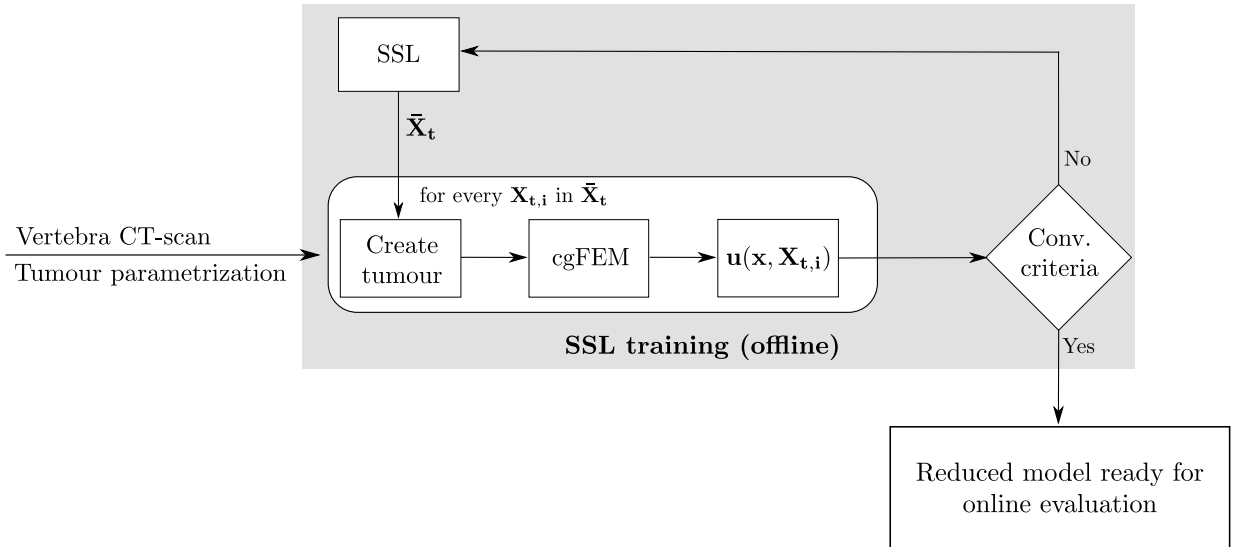 SSL
X̄ₜ
No
for every Xₜ,ᵢ in X̄ₜ
Vertebra CT-scan
Tumour parametrization
Create
tumour
cgFEM
u(x, Xₜ,ᵢ)
Conv.
criteria
SSL training (offline)
Yes
Reduced model ready for
online evaluation